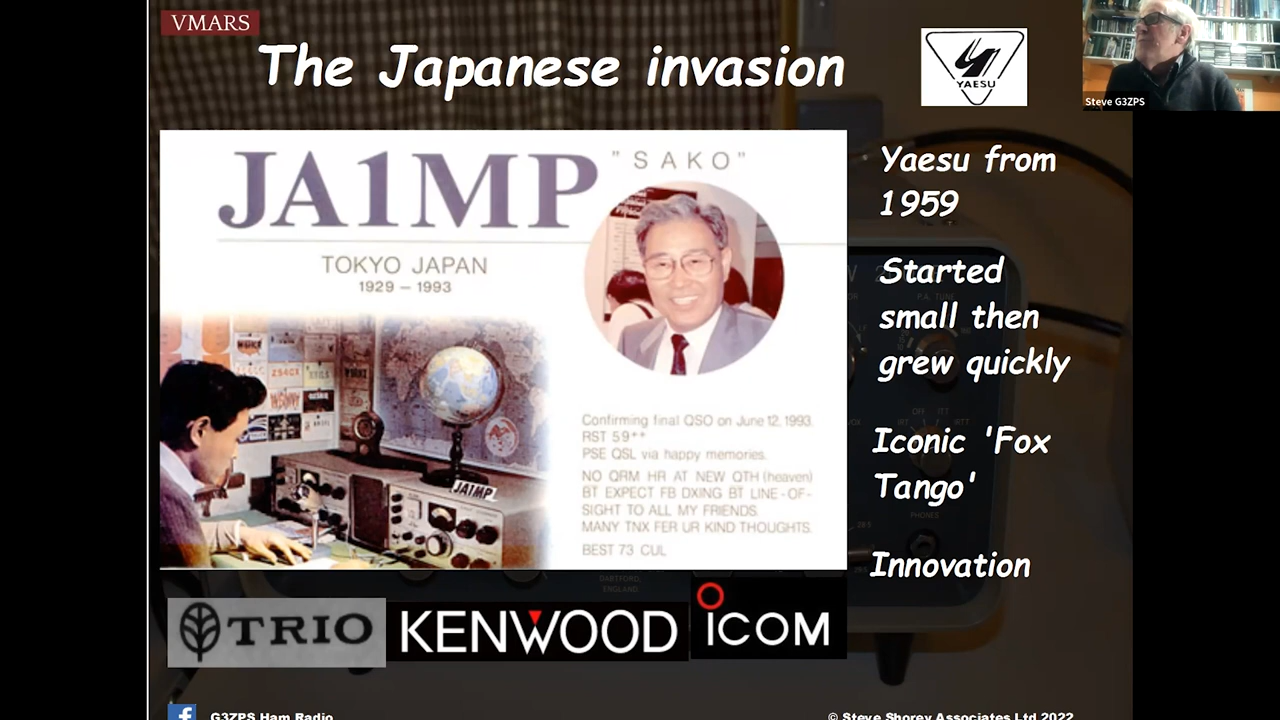 VMARS
The Japanese invasion
YAESU
Steve G3ZPS
JA1MP
"SAKO"
TOKYO JAPAN
1929 – 1993
JA1MP
Confirming final QSO on June 12, 1993.
RST 59++
PSE QSL via happy memories.
NO QRM HR AT NEW QTH (heaven)
BT EXPECT FB DXING BT LINE-OF-
SIGHT TO ALL MY FRIENDS.
MANY TNX FER UR KIND THOUGHTS.
BEST 73 CUL
Yaesu from
1959
Started
small then
grew quickly
Iconic 'Fox
Tango'
Innovation
PHONES
DARTFORD,
ENGLAND
TRIO
KENWOOD
ICOM
G3ZPS Ham Radio
© Steve Shorey Associates Ltd 2022